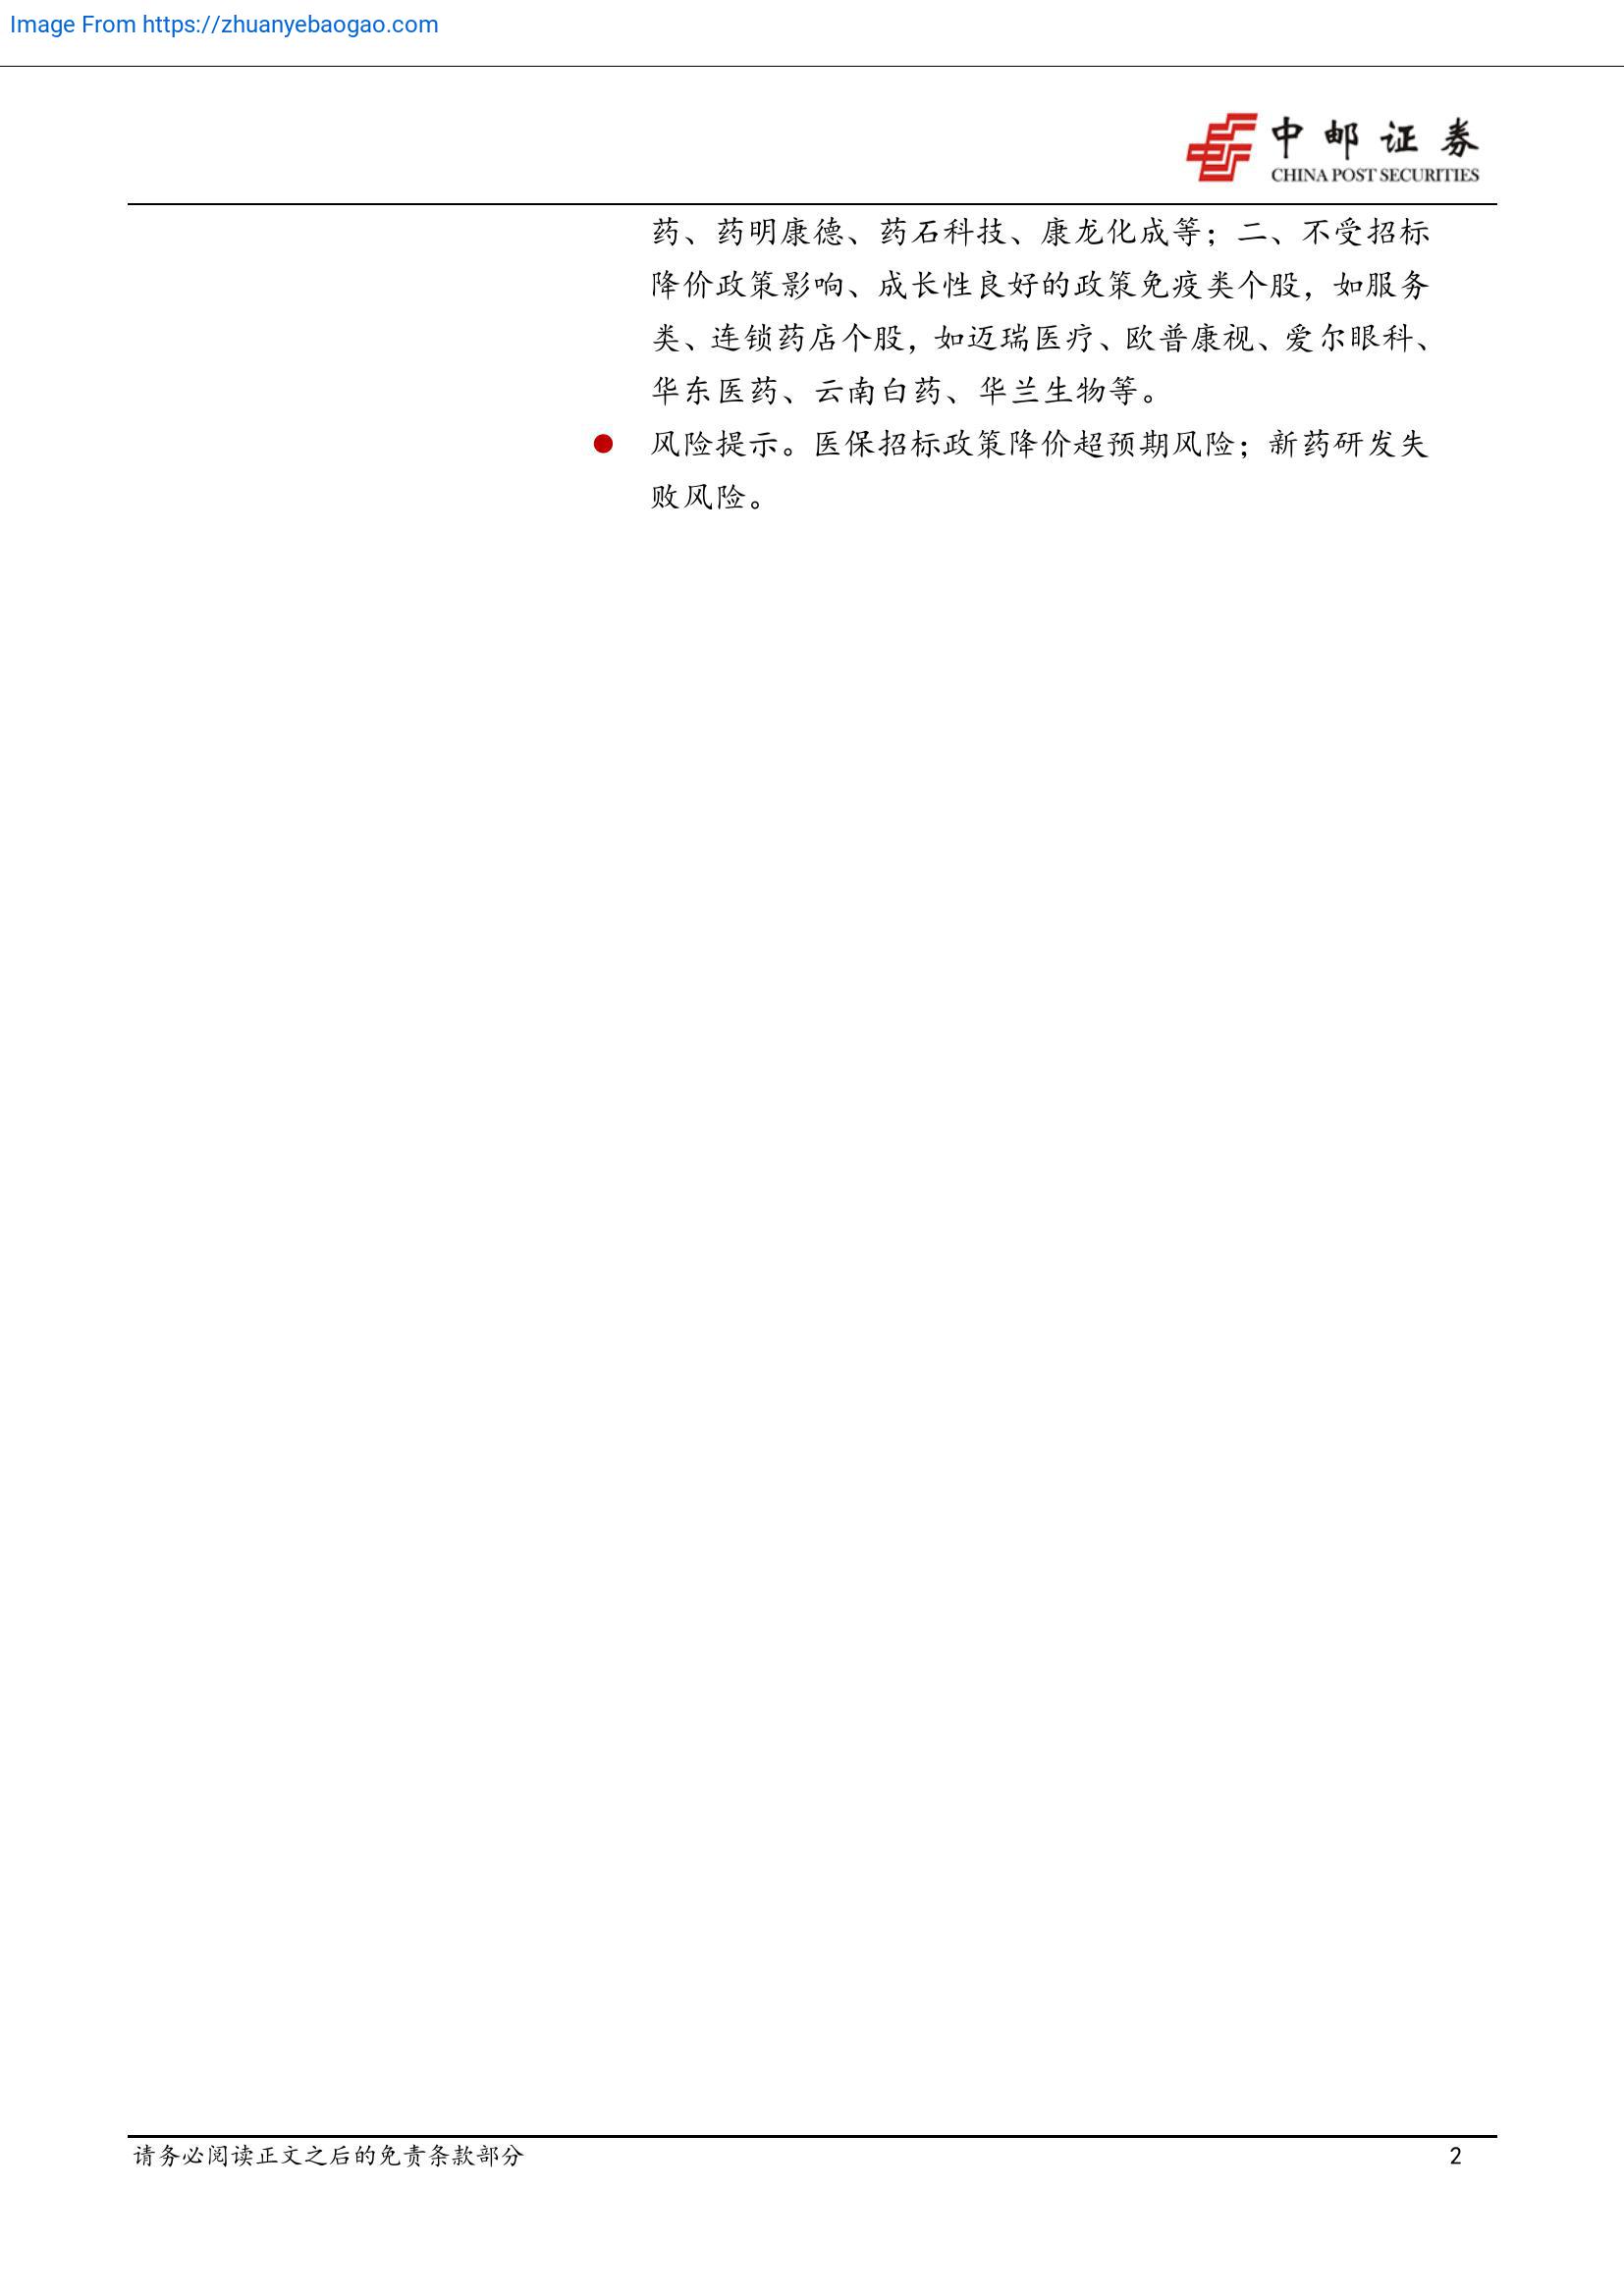 Image From https://zhuanyebaogao.com
中邮证券
CHINA POST SECURITIES
药、药明康德、药石科技、康龙化成等；二、不受招标
降价政策影响、成长性良好的政策免疫类个股，如服务
类、连锁药店个股，如迈瑞医疗、欧普康视、爱尔眼科、
华东医药、云南白药、华兰生物等。
● 风险提示。医保招标政策降价超预期风险；新药研发失
败风险。
请务必阅读正文之后的免责条款部分 2